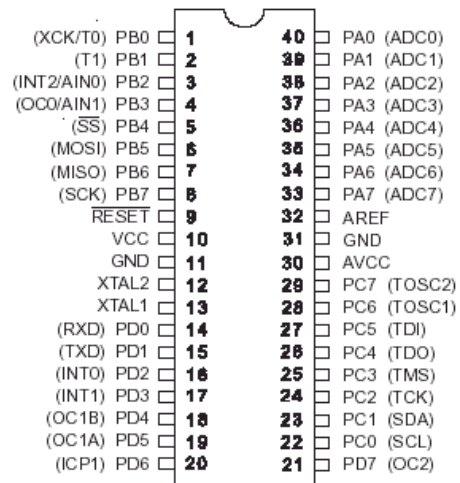 (XCK/T0) PB0 1 40 PA0 (ADC0)
(T1) PB1 2 39 PA1 (ADC1)
(INT2/AIN0) PB2 3 38 PA2 (ADC2)
(OC0/AIN1) PB3 4 37 PA3 (ADC3)
(SS) PB4 5 36 PA4 (ADC4)
(MOSI) PB5 6 35 PA5 (ADC5)
(MISO) PB6 7 34 PA6 (ADC6)
(SCK) PB7 8 33 PA7 (ADC7)
RESET 9 32 AREF
VCC 10 31 GND
GND 11 30 AVCC
XTAL2 12 29 PC7 (TOSC2)
XTAL1 13 28 PC6 (TOSC1)
(RXD) PD0 14 27 PC5 (TDI)
(TXD) PD1 15 26 PC4 (TDO)
(INT0) PD2 16 25 PC3 (TMS)
(INT1) PD3 17 24 PC2 (TCK)
(OC1B) PD4 18 23 PC1 (SDA)
(OC1A) PD5 19 22 PC0 (SCL)
(ICP1) PD6 20 21 PD7 (OC2)